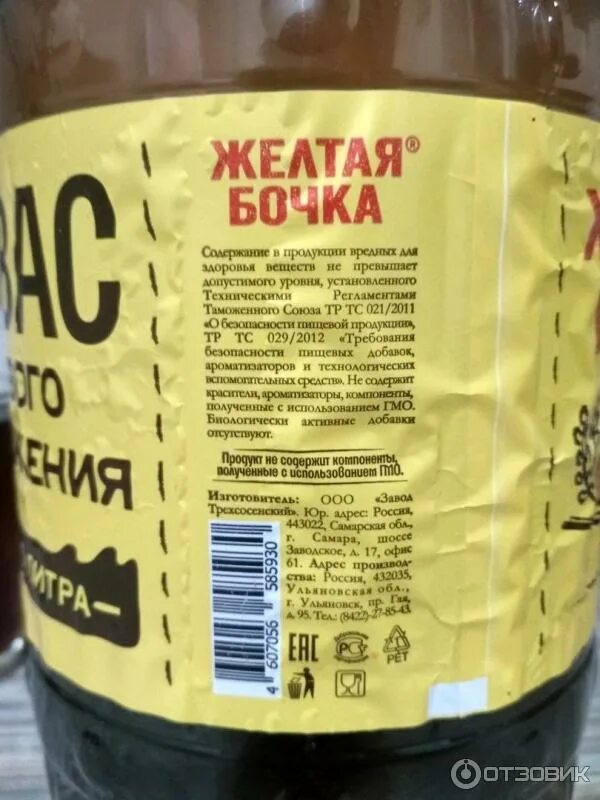 ЖЕЛТАЯ®
БОЧКА
Содержание в продукции вредных для
здоровья веществ не превышает
допустимого уровня, установленного
Техническими Регламентами
Таможенного Союза ТР ТС 021/2011
«О безопасности пищевой продукции»,
ТР ТС 029/2012 «Требования
безопасности пищевых добавок,
ароматизаторов и технологических
вспомогательных средств». Не содержит
красители, ароматизаторы, компоненты,
полученные с использованием ГМО.
Биологически активные добавки
отсутствуют.
Продукт не содержит компоненты,
полученные с использованием ГМО.
Изготовитель: ООО «Завод
Трехсосенский». Юр. адрес: Россия,
443022, Самарская обл.,
г. Самара, шоссе
Заводское, д. 17, офис
61. Адрес производ-
ства: Россия, 432035,
Ульяновская обл.,
г. Ульяновск, пр. Гая,
д. 95. Тел.: (8422)-27-85-43.
4 607056 585930
ЕАС
РСТ
PET
ВАС
ОГО
ЖЕНИЯ
ЛИТРА
Ж
ОТЗОВИК